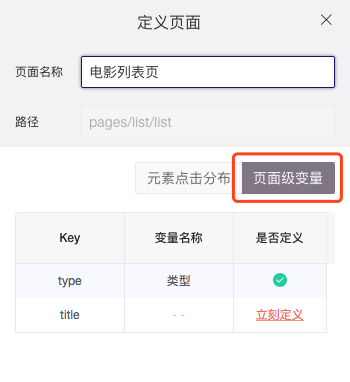 定义页面
页面名称 电影列表页
路径 pages/list/list
元素点击分布 页面级变量
Key 变量名称 是否定义
type 类型
title - - 立刻定义